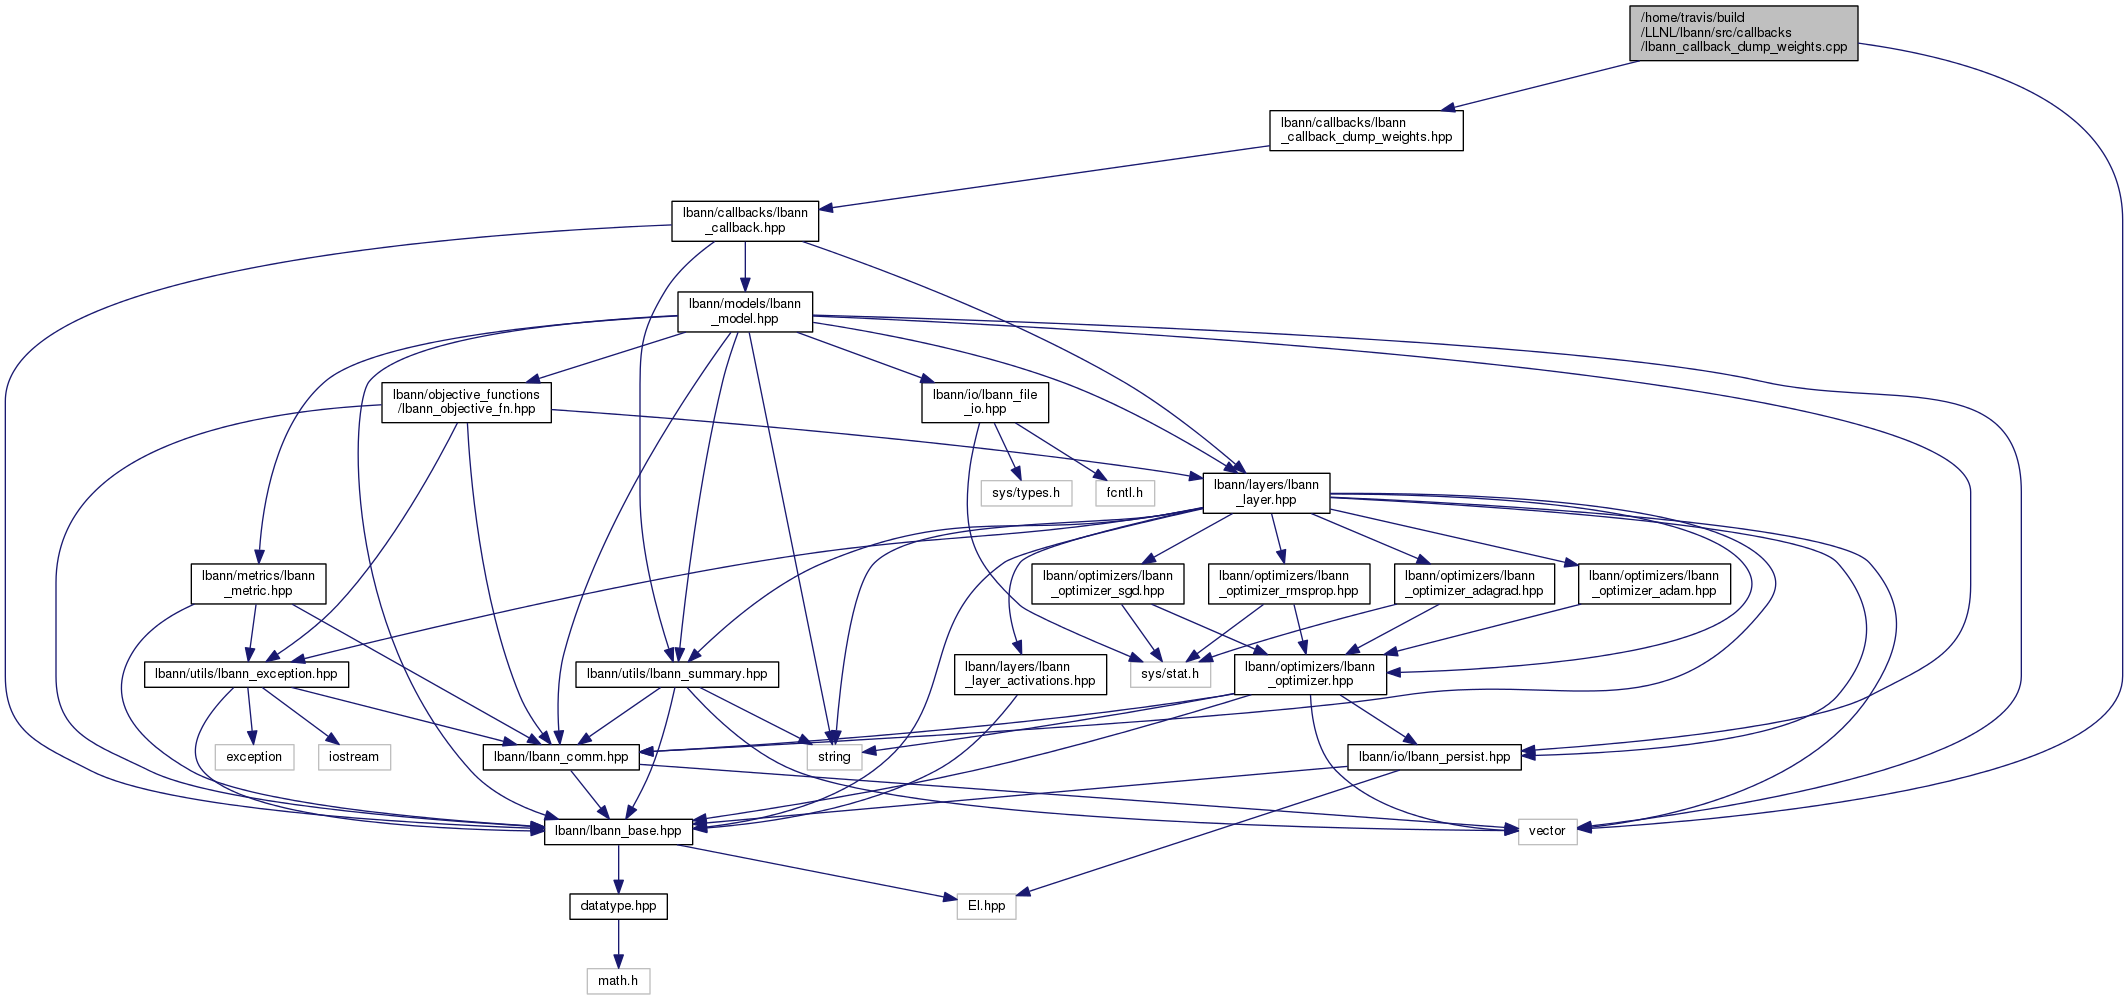 /home/travis/build
/LLNL/lbann/src/callbacks
/lbann_callback_dump_weights.cpp
lbann/callbacks/lbann
_callback_dump_weights.hpp
lbann/callbacks/lbann
_callback.hpp
lbann/models/lbann
_model.hpp
lbann/objective_functions
/lbann_objective_fn.hpp
lbann/io/lbann_file
_io.hpp
sys/types.h
fcntl.h
lbann/layers/lbann
_layer.hpp
lbann/metrics/lbann
_metric.hpp
lbann/optimizers/lbann
_optimizer_sgd.hpp
lbann/optimizers/lbann
_optimizer_rmsprop.hpp
lbann/optimizers/lbann
_optimizer_adagrad.hpp
lbann/optimizers/lbann
_optimizer_adam.hpp
lbann/utils/lbann_exception.hpp
lbann/utils/lbann_summary.hpp
lbann/layers/lbann
_layer_activations.hpp
sys/stat.h
lbann/optimizers/lbann
_optimizer.hpp
exception
iostream
lbann/lbann_comm.hpp
string
lbann/io/lbann_persist.hpp
lbann/lbann_base.hpp
vector
datatype.hpp
El.hpp
math.h